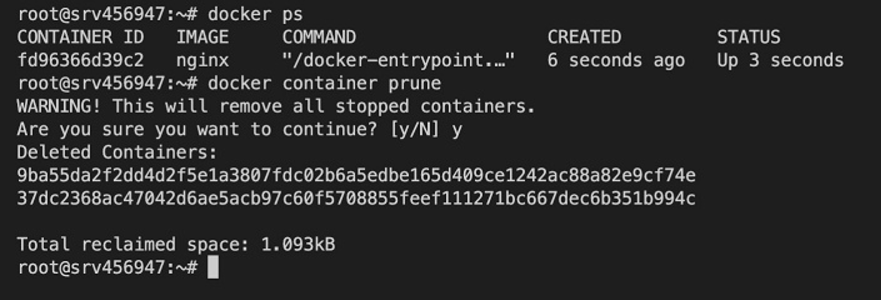 root@srv456947:~# docker ps
CONTAINER ID   IMAGE     COMMAND                  CREATED         STATUS
fd96366d39c2   nginx     "/docker-entrypoint.…"   6 seconds ago   Up 3 seconds
root@srv456947:~# docker container prune
WARNING! This will remove all stopped containers.
Are you sure you want to continue? [y/N] y
Deleted Containers:
9ba55da2f2dd4d2f5e1a3807fdc02b6a5edbe165d409ce1242ac88a82e9cf74e
37dc2368ac47042d6ae5acb97c60f5708855feef111271bc667dec6b351b994c

Total reclaimed space: 1.093kB
root@srv456947:~#